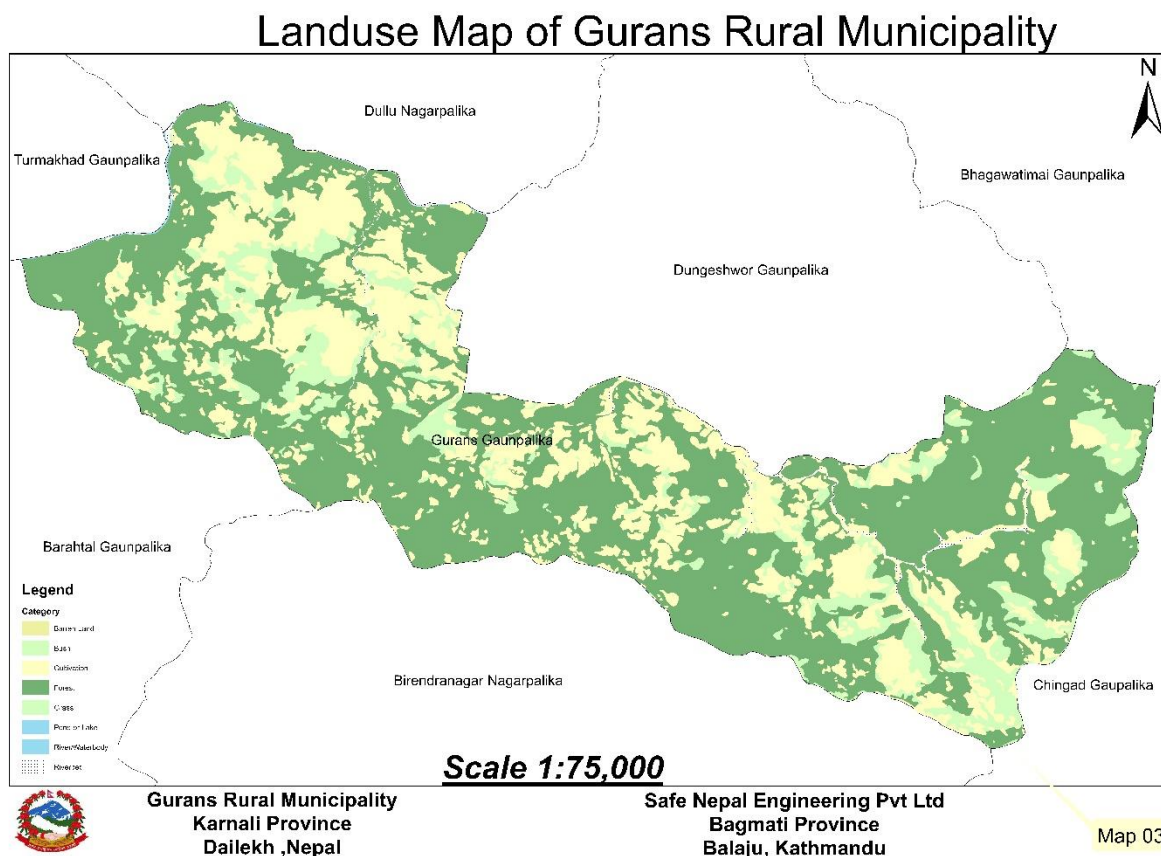 Landuse Map of Gurans Rural Municipality
N
Dullu Nagarpalika
Turmakhad Gaunpalika
Bhagawatimai Gaunpalika
Dungeshwor Gaunpalika
Gurans Gaunpalika
Barahtal Gaunpalika
Birendranagar Nagarpalika
Chingad Gaupalika
Legend
Category
Barren Land
Bush
Cultivation
Forest
Grass
Pond or Lake
River/Waterbody
Riverbed
Scale 1:75,000
Gurans Rural Municipality
Karnali Province
Dailekh ,Nepal
Safe Nepal Engineering Pvt Ltd
Bagmati Province
Balaju, Kathmandu
Map 03